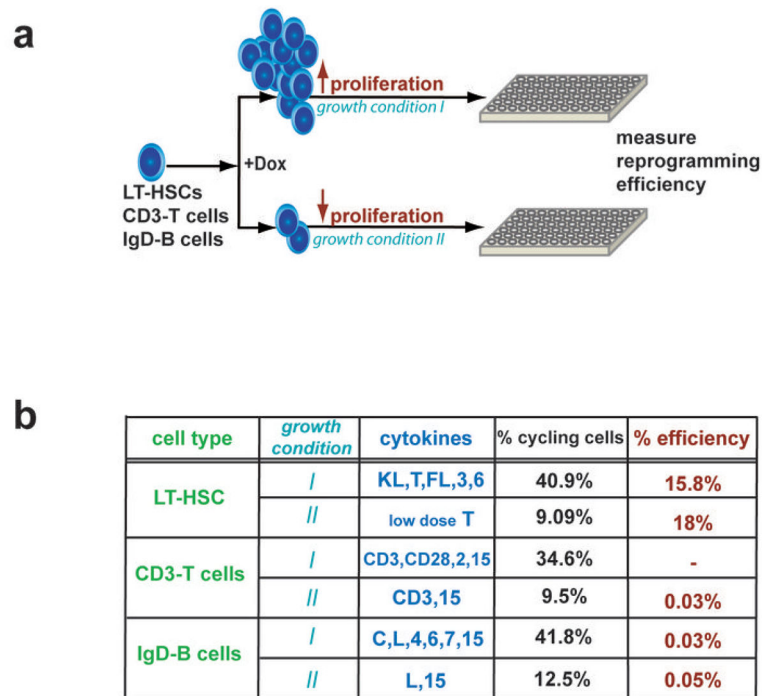 a
proliferation
growth condition I
measure
reprogramming
efficiency
+Dox
LT-HSCs
CD3-T cells
IgD-B cells
proliferation
growth condition II
b
cell type growth condition cytokines % cycling cells % efficiency
LT-HSC I KL,T,FL,3,6 40.9% 15.8%
II low dose T 9.09% 18%
CD3-T cells I CD3,CD28,2,15 34.6% -
II CD3,15 9.5% 0.03%
IgD-B cells I C,L,4,6,7,15 41.8% 0.03%
II L,15 12.5% 0.05%